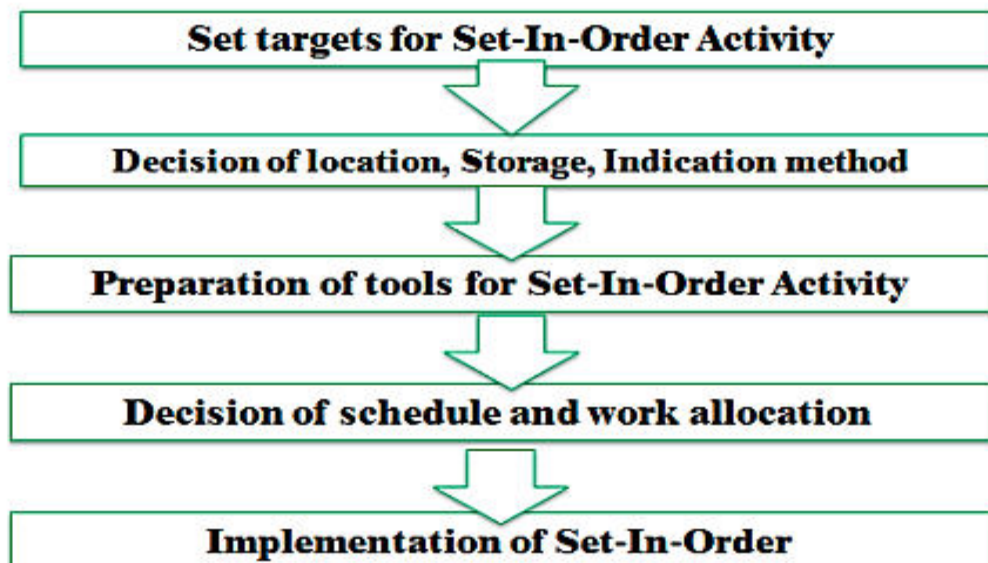 Set targets for Set-In-Order Activity
Decision of location, Storage, Indication method
Preparation of tools for Set-In-Order Activity
Decision of schedule and work allocation
Implementation of Set-In-Order